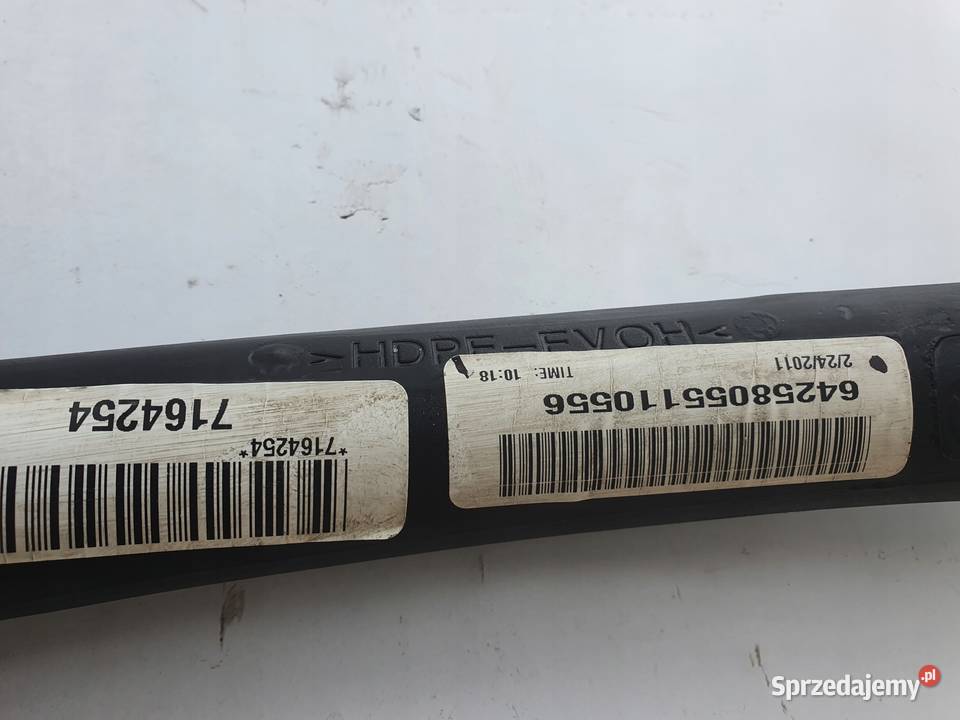 >HDPE-EVOH<
7164254
*7164254*
2/24/2011 TIME: 10:18
64258055110556
Sprzedajemy.pl